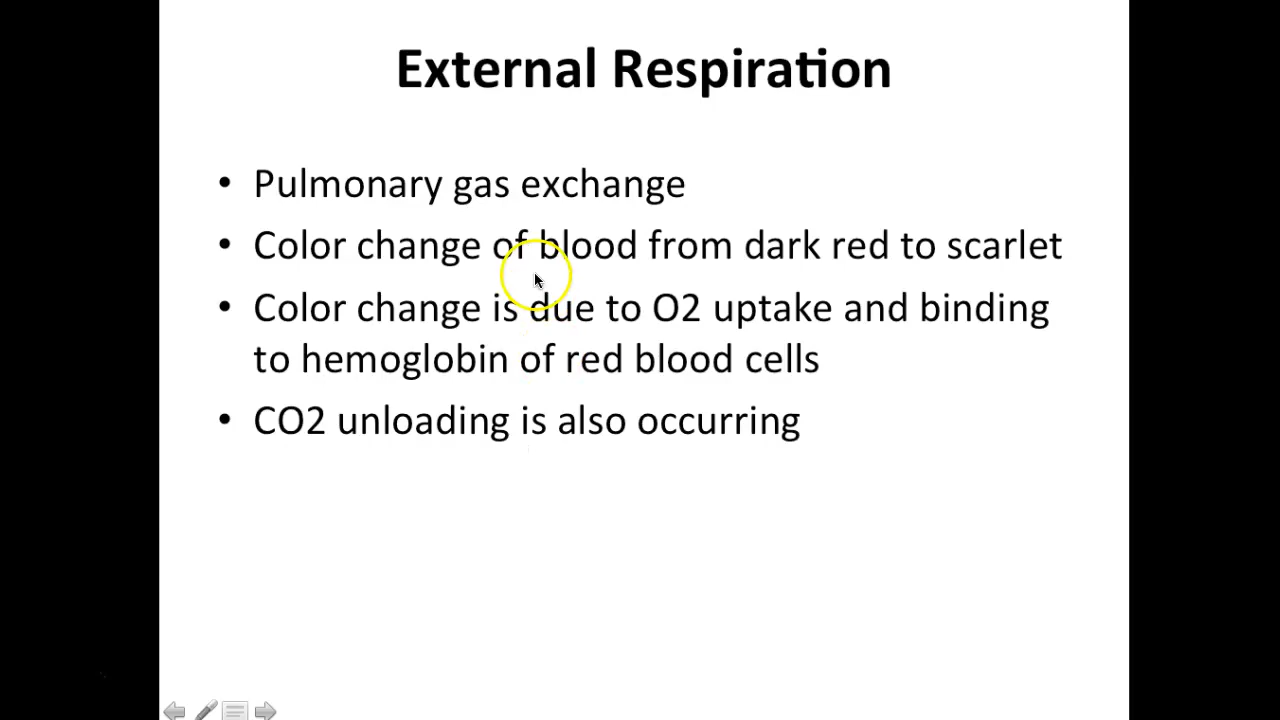 External Respiration
• Pulmonary gas exchange
• Color change of blood from dark red to scarlet
• Color change is due to O2 uptake and binding
to hemoglobin of red blood cells
• CO2 unloading is also occurring